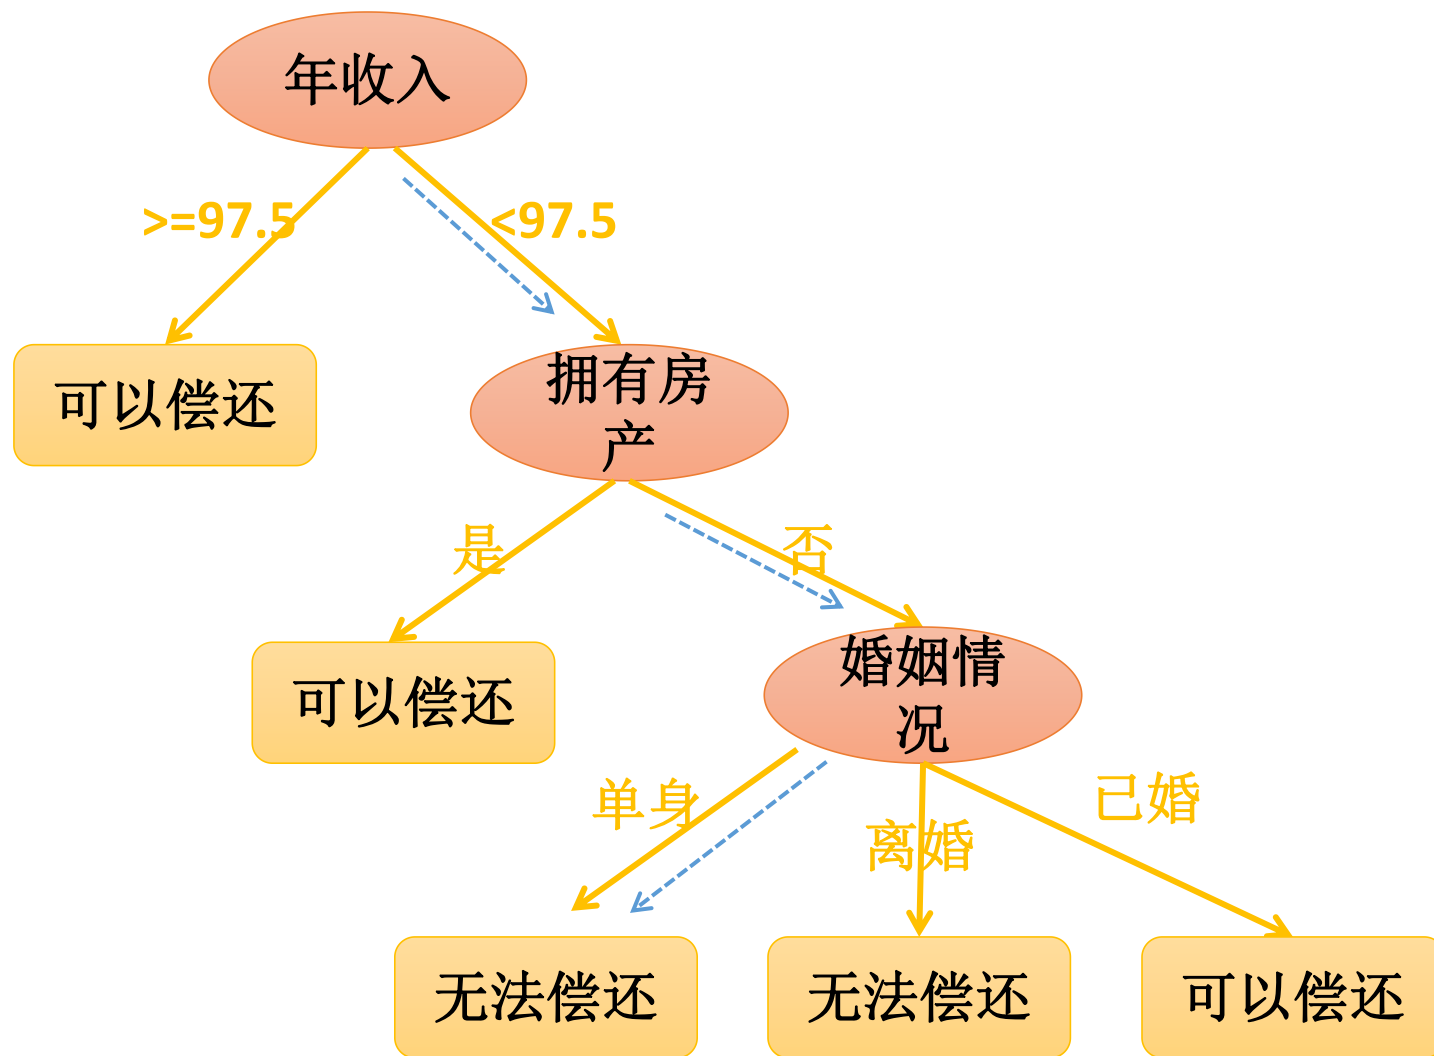 年收入
>=97.5
<97.5
可以偿还
拥有房
产
是
否
可以偿还
婚姻情
况
单身
离婚
已婚
无法偿还
无法偿还
可以偿还